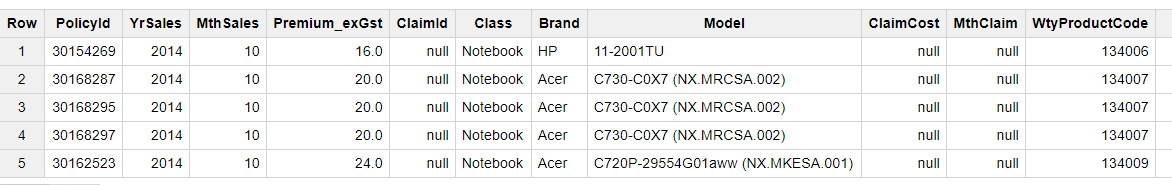 Row PolicyId YrSales MthSales Premium_exGst ClaimId Class Brand Model ClaimCost MthClaim WtyProductCode
1 30154269 2014 10 16.0 null Notebook HP 11-2001TU null null 134006
2 30168287 2014 10 20.0 null Notebook Acer C730-C0X7 (NX.MRCSA.002) null null 134007
3 30168295 2014 10 20.0 null Notebook Acer C730-C0X7 (NX.MRCSA.002) null null 134007
4 30168297 2014 10 20.0 null Notebook Acer C730-C0X7 (NX.MRCSA.002) null null 134007
5 30162523 2014 10 24.0 null Notebook Acer C720P-29554G01aww (NX.MKESA.001) null null 134009